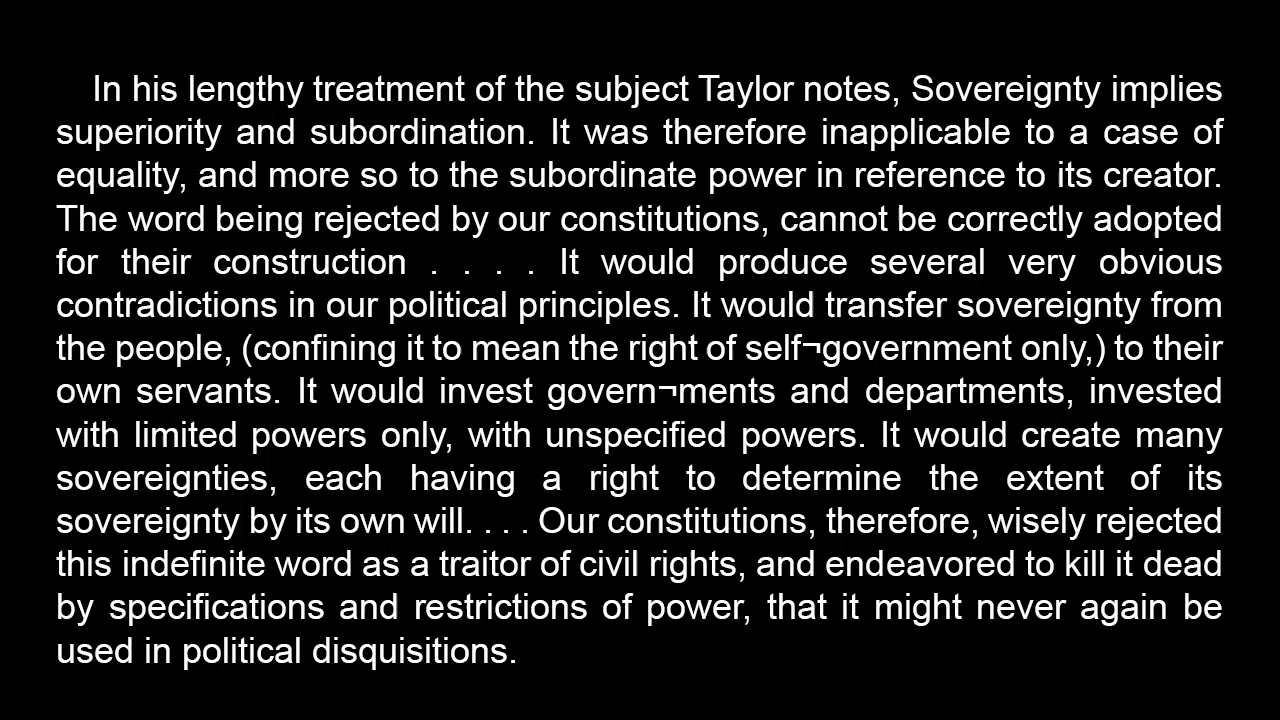 In his lengthy treatment of the subject Taylor notes, Sovereignty implies
superiority and subordination. It was therefore inapplicable to a case of
equality, and more so to the subordinate power in reference to its creator.
The word being rejected by our constitutions, cannot be correctly adopted
for their construction . . . . It would produce several very obvious
contradictions in our political principles. It would transfer sovereignty from
the people, (confining it to mean the right of self¬government only,) to their
own servants. It would invest govern¬ments and departments, invested
with limited powers only, with unspecified powers. It would create many
sovereignties, each having a right to determine the extent of its
sovereignty by its own will. . . . Our constitutions, therefore, wisely rejected
this indefinite word as a traitor of civil rights, and endeavored to kill it dead
by specifications and restrictions of power, that it might never again be
used in political disquisitions.